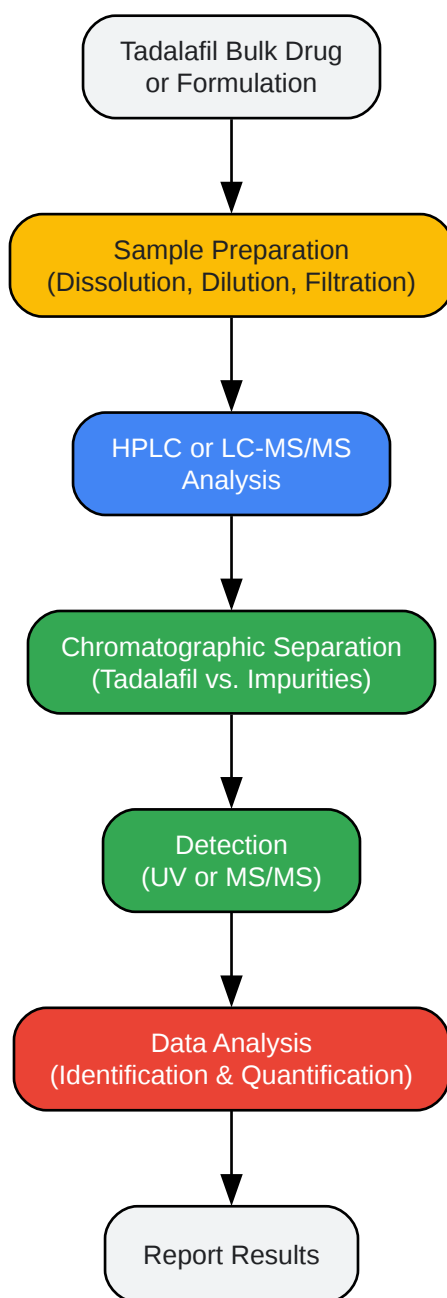 Tadalafil Bulk Drug
or Formulation
Sample Preparation
(Dissolution, Dilution, Filtration)
HPLC or LC-MS/MS
Analysis
Chromatographic Separation
(Tadalafil vs. Impurities)
Detection
(UV or MS/MS)
Data Analysis
(Identification & Quantification)
Report Results